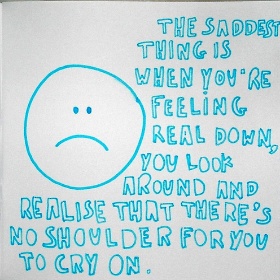 THE SADDEST
THING IS
WHEN YOU'RE
FEELING
REAL DOWN,
YOU LOOK
AROUND AND
REALISE THAT THERE'S
NO SHOULDER FOR YOU
TO CRY ON.